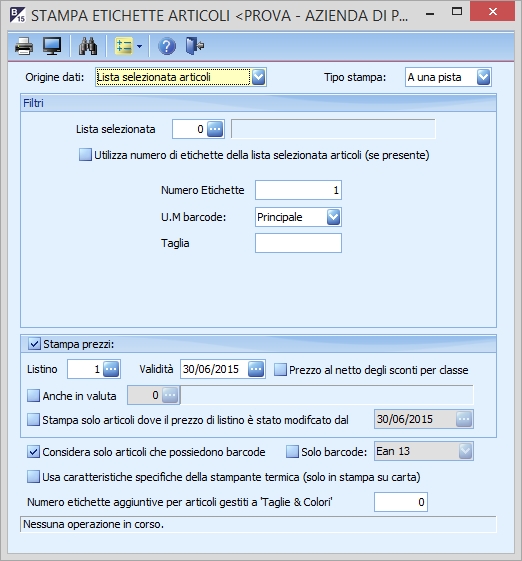 B 15 STAMPA ETICHETTE ARTICOLI <PROVA - AZIENDA DI P...
Origine dati: Lista selezionata articoli Tipo stampa: A una pista
Filtri
Lista selezionata 0
Utilizza numero di etichette della lista selezionata articoli (se presente)
Numero Etichette 1
U.M barcode: Principale
Taglia
Stampa prezzi:
Listino 1 Validità 30/06/2015 Prezzo al netto degli sconti per classe
Anche in valuta 0
Stampa solo articoli dove il prezzo di listino è stato modifcato dal 30/06/2015
Considera solo articoli che possiedono barcode Solo barcode: Ean 13
Usa caratteristiche specifiche della stampante termica (solo in stampa su carta)
Numero etichette aggiuntive per articoli gestiti a 'Taglie & Colori' 0
Nessuna operazione in corso.